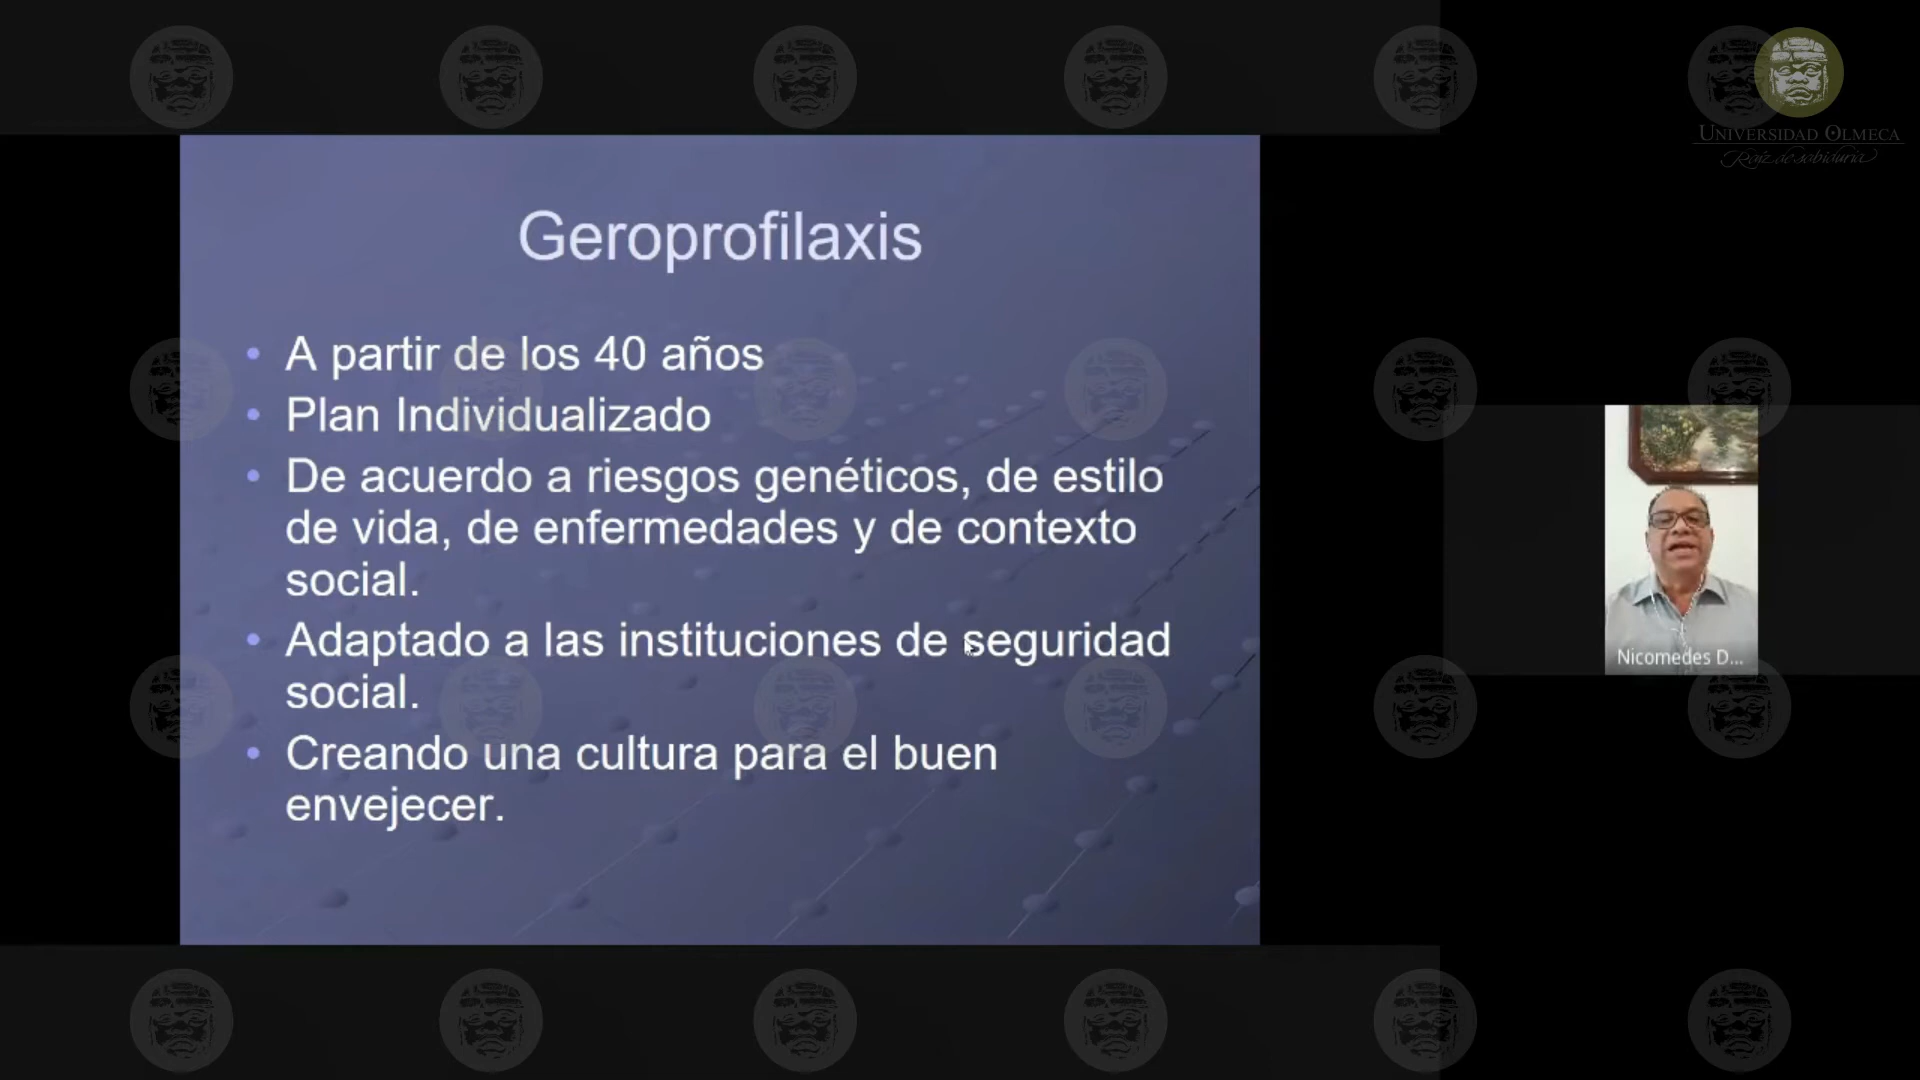 UNIVERSIDAD OLMECA
Raíz de sabiduría
Geroprofilaxis
• A partir de los 40 años
• Plan Individualizado
• De acuerdo a riesgos genéticos, de estilo
de vida, de enfermedades y de contexto
social.
• Adaptado a las instituciones de seguridad
social.
• Creando una cultura para el buen
envejecer.
Nicomedes D...